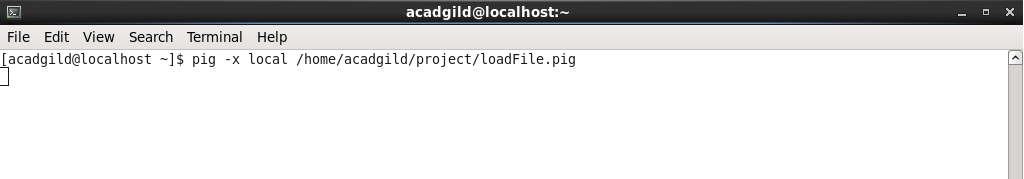 acadgild@localhost:~
File Edit View Search Terminal Help
[acadgild@localhost ~]$ pig -x local /home/acadgild/project/loadFile.pig